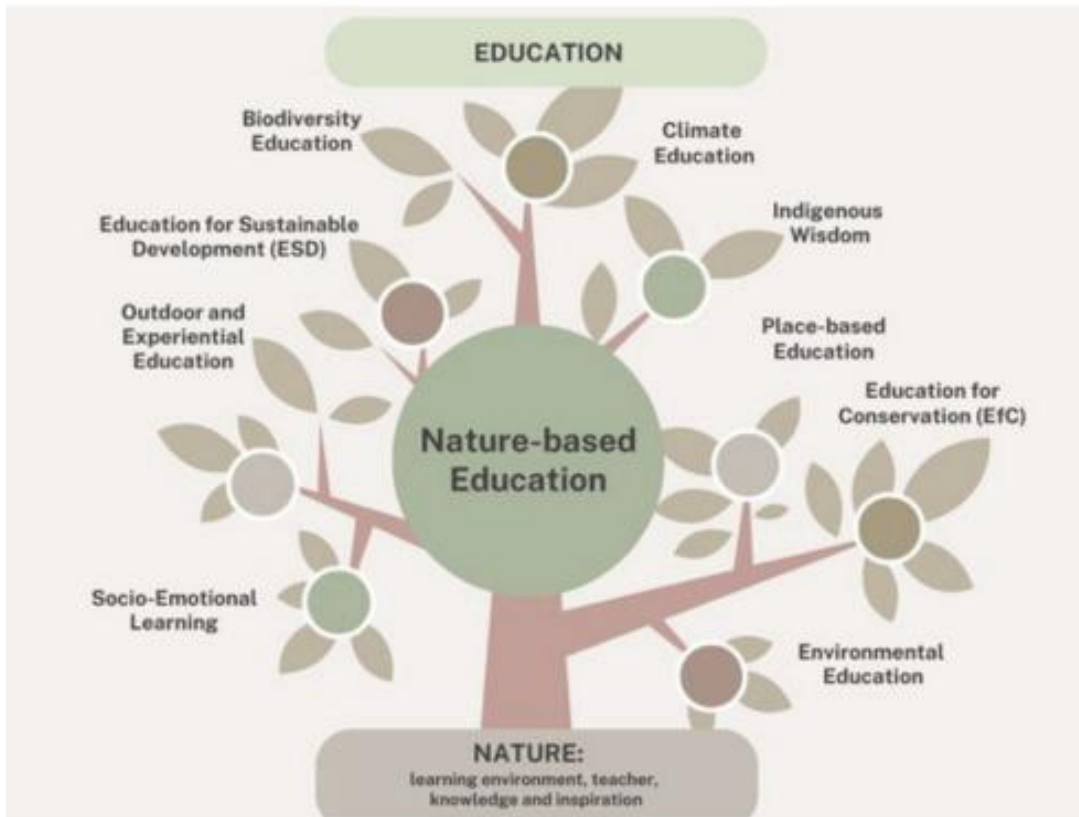 EDUCATION
Biodiversity
Education
Climate
Education
Indigenous
Wisdom
Education for Sustainable
Development (ESD)
Outdoor and
Experiential
Education
Place-based
Education
Education for
Conservation (EfC)
Nature-based
Education
Socio-Emotional
Learning
Environmental
Education
NATURE:
learning environment, teacher,
knowledge and inspiration